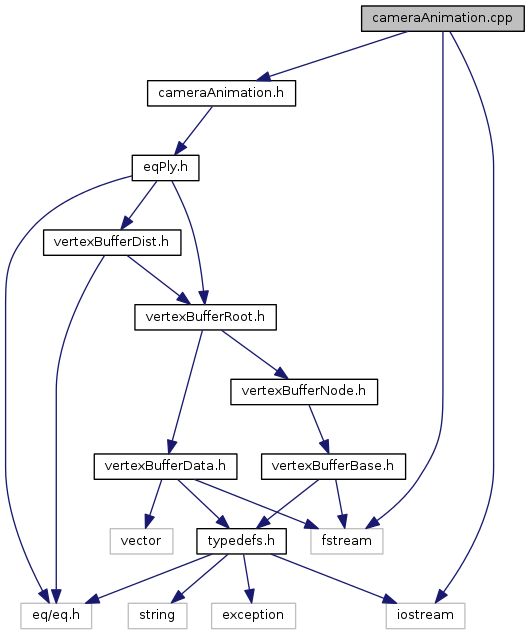 cameraAnimation.cpp
cameraAnimation.h
eqPly.h
vertexBufferDist.h
vertexBufferRoot.h
vertexBufferNode.h
vertexBufferData.h
vertexBufferBase.h
vector
typedefs.h
fstream
eq/eq.h
string
exception
iostream